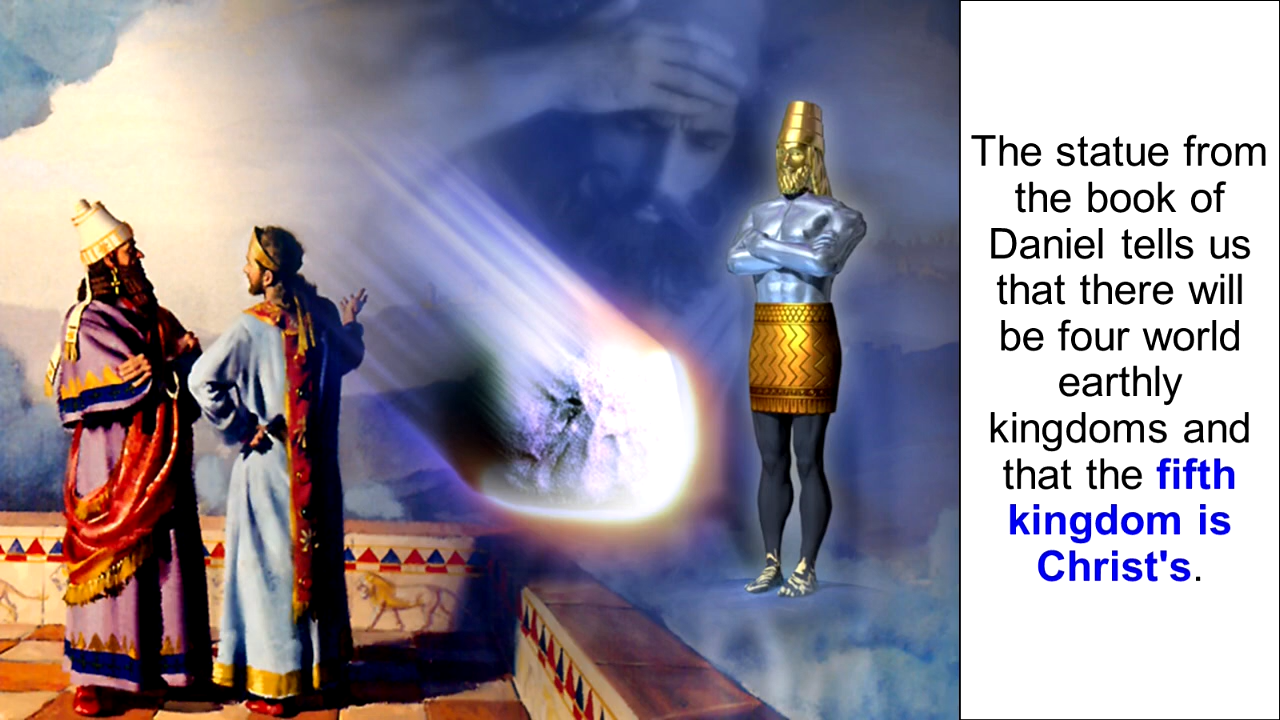 The statue from
the book of
Daniel tells us
that there will
be four world
earthly
kingdoms and
that the fifth
kingdom is
Christ's.